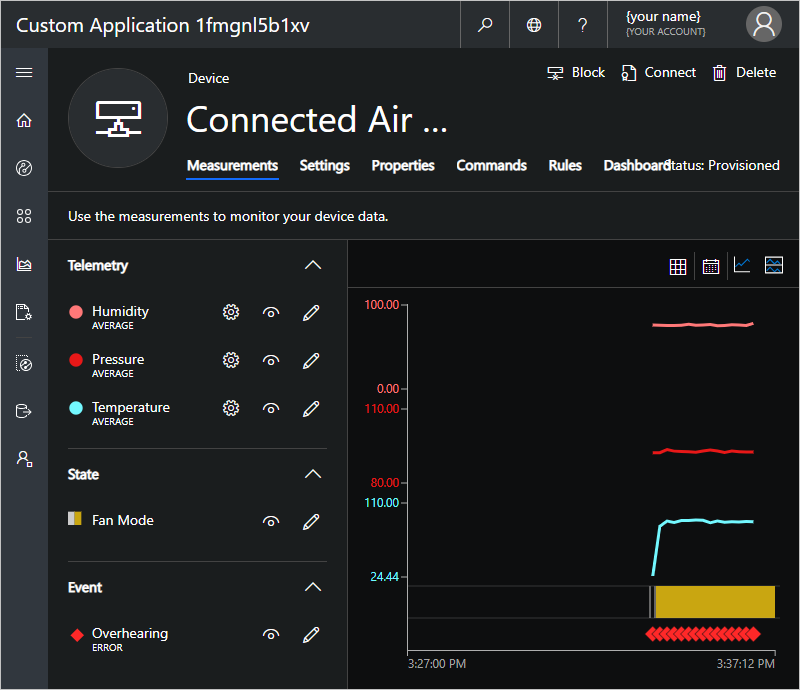 Custom Application 1fmgnl5b1xv
?
{your name}
{YOUR ACCOUNT}
Device
Block
Connect
Delete
Connected Air ...
Measurements
Settings
Properties
Commands
Rules
Dashboard
Status: Provisioned
Use the measurements to monitor your device data.
Telemetry
Humidity
AVERAGE
Pressure
AVERAGE
Temperature
AVERAGE
State
Fan Mode
Event
Overhearing
ERROR
100.00
0.00
110.00
80.00
110.00
24.44
3:27:00 PM
3:37:12 PM